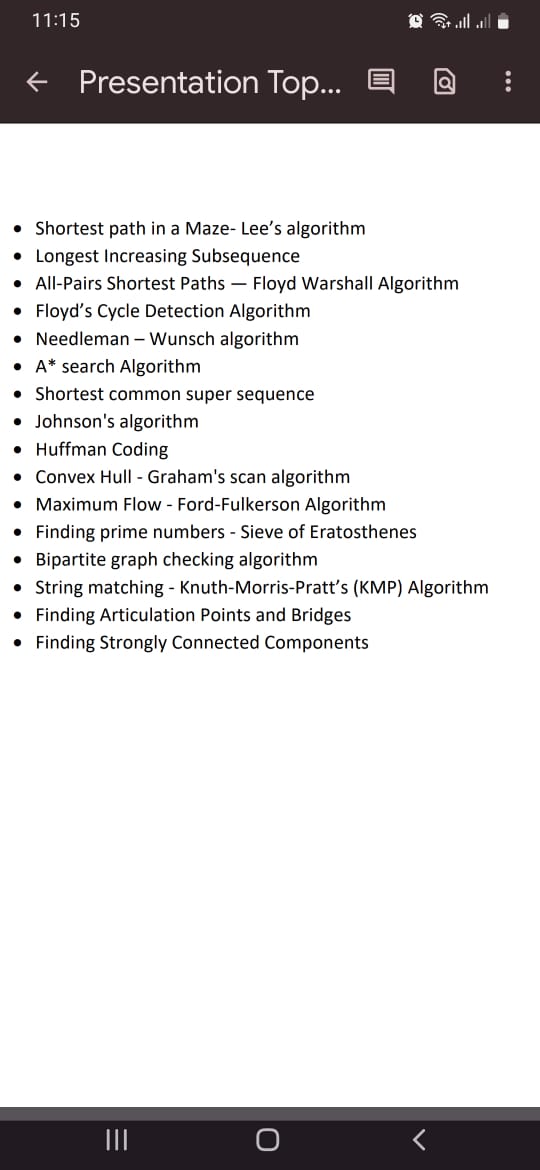 11:15
Presentation Top...
• Shortest path in a Maze- Lee’s algorithm
• Longest Increasing Subsequence
• All-Pairs Shortest Paths — Floyd Warshall Algorithm
• Floyd’s Cycle Detection Algorithm
• Needleman – Wunsch algorithm
• A* search Algorithm
• Shortest common super sequence
• Johnson's algorithm
• Huffman Coding
• Convex Hull - Graham's scan algorithm
• Maximum Flow - Ford-Fulkerson Algorithm
• Finding prime numbers - Sieve of Eratosthenes
• Bipartite graph checking algorithm
• String matching - Knuth-Morris-Pratt’s (KMP) Algorithm
• Finding Articulation Points and Bridges
• Finding Strongly Connected Components